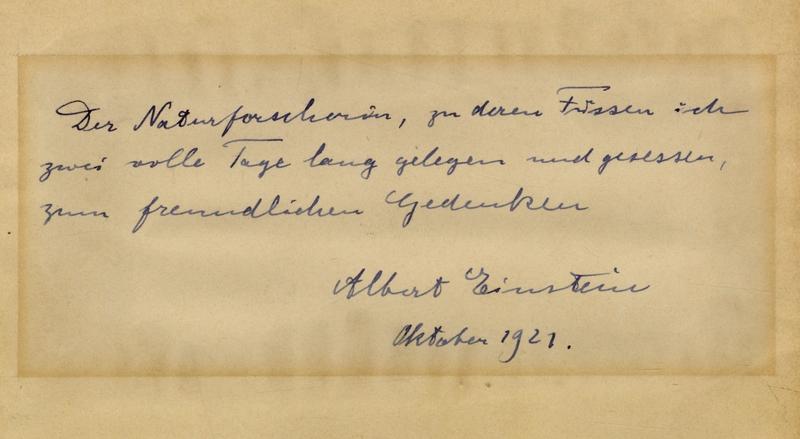 Der Naturforscherin, zu deren Füssen ich
zwei volle Tage lang gelegen und gesessen,
zum freundlichen Gedenken
Albert Einstein
Oktober 1921.